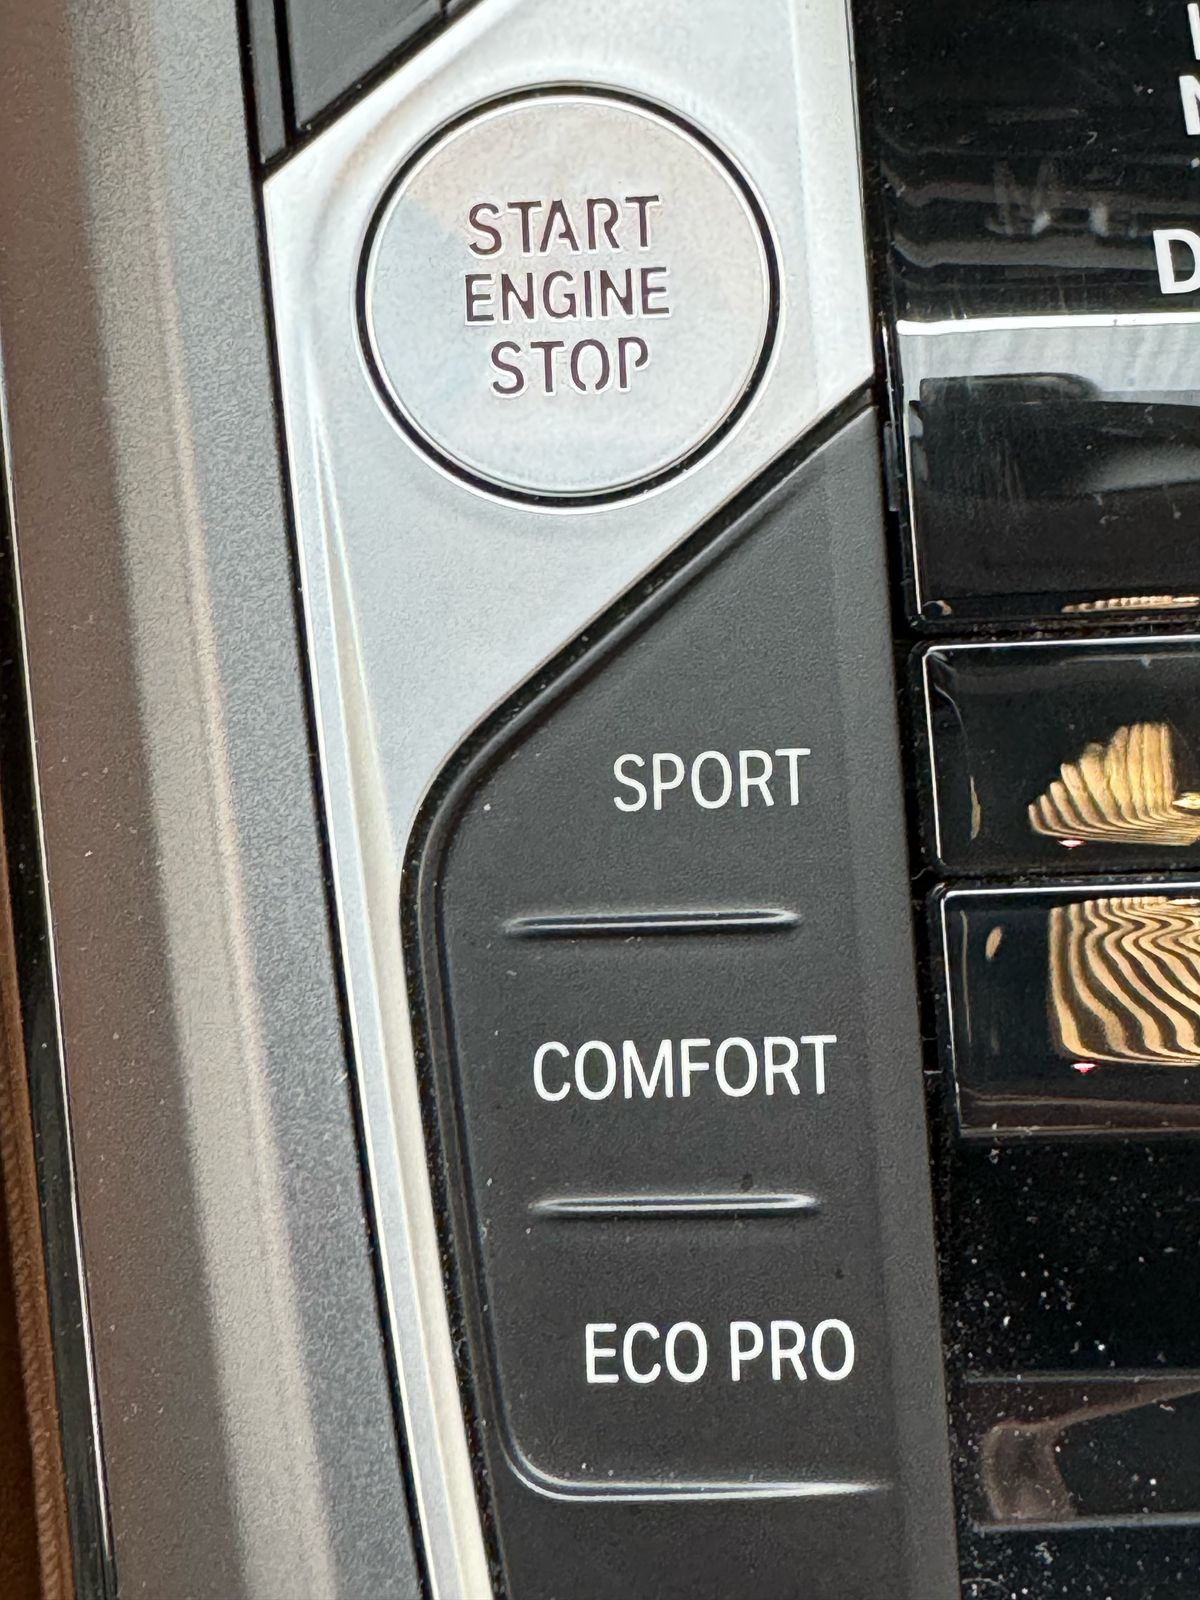 START
ENGINE
STOP
N
D
SPORT
COMFORT
ECO PRO